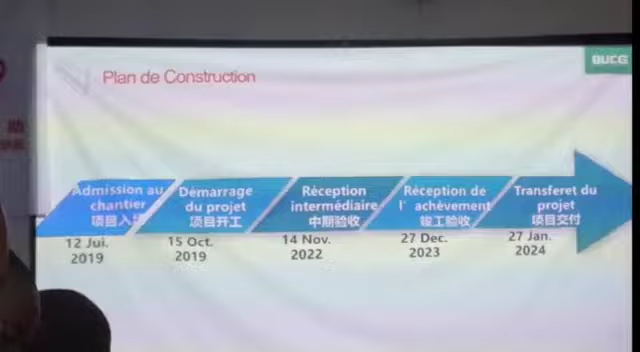 Plan de Construction
BUCG
Admission au
chantier
项目入场
Démarrage
du projet
项目开工
Réception
intermédiaire
中期验收
Réception de
l'achèvement
竣工验收
Transferet du
projet
项目交付
12 Jui.
2019
15 Oct.
2019
14 Nov.
2022
27 Dec.
2023
27 Jan.
2024
助